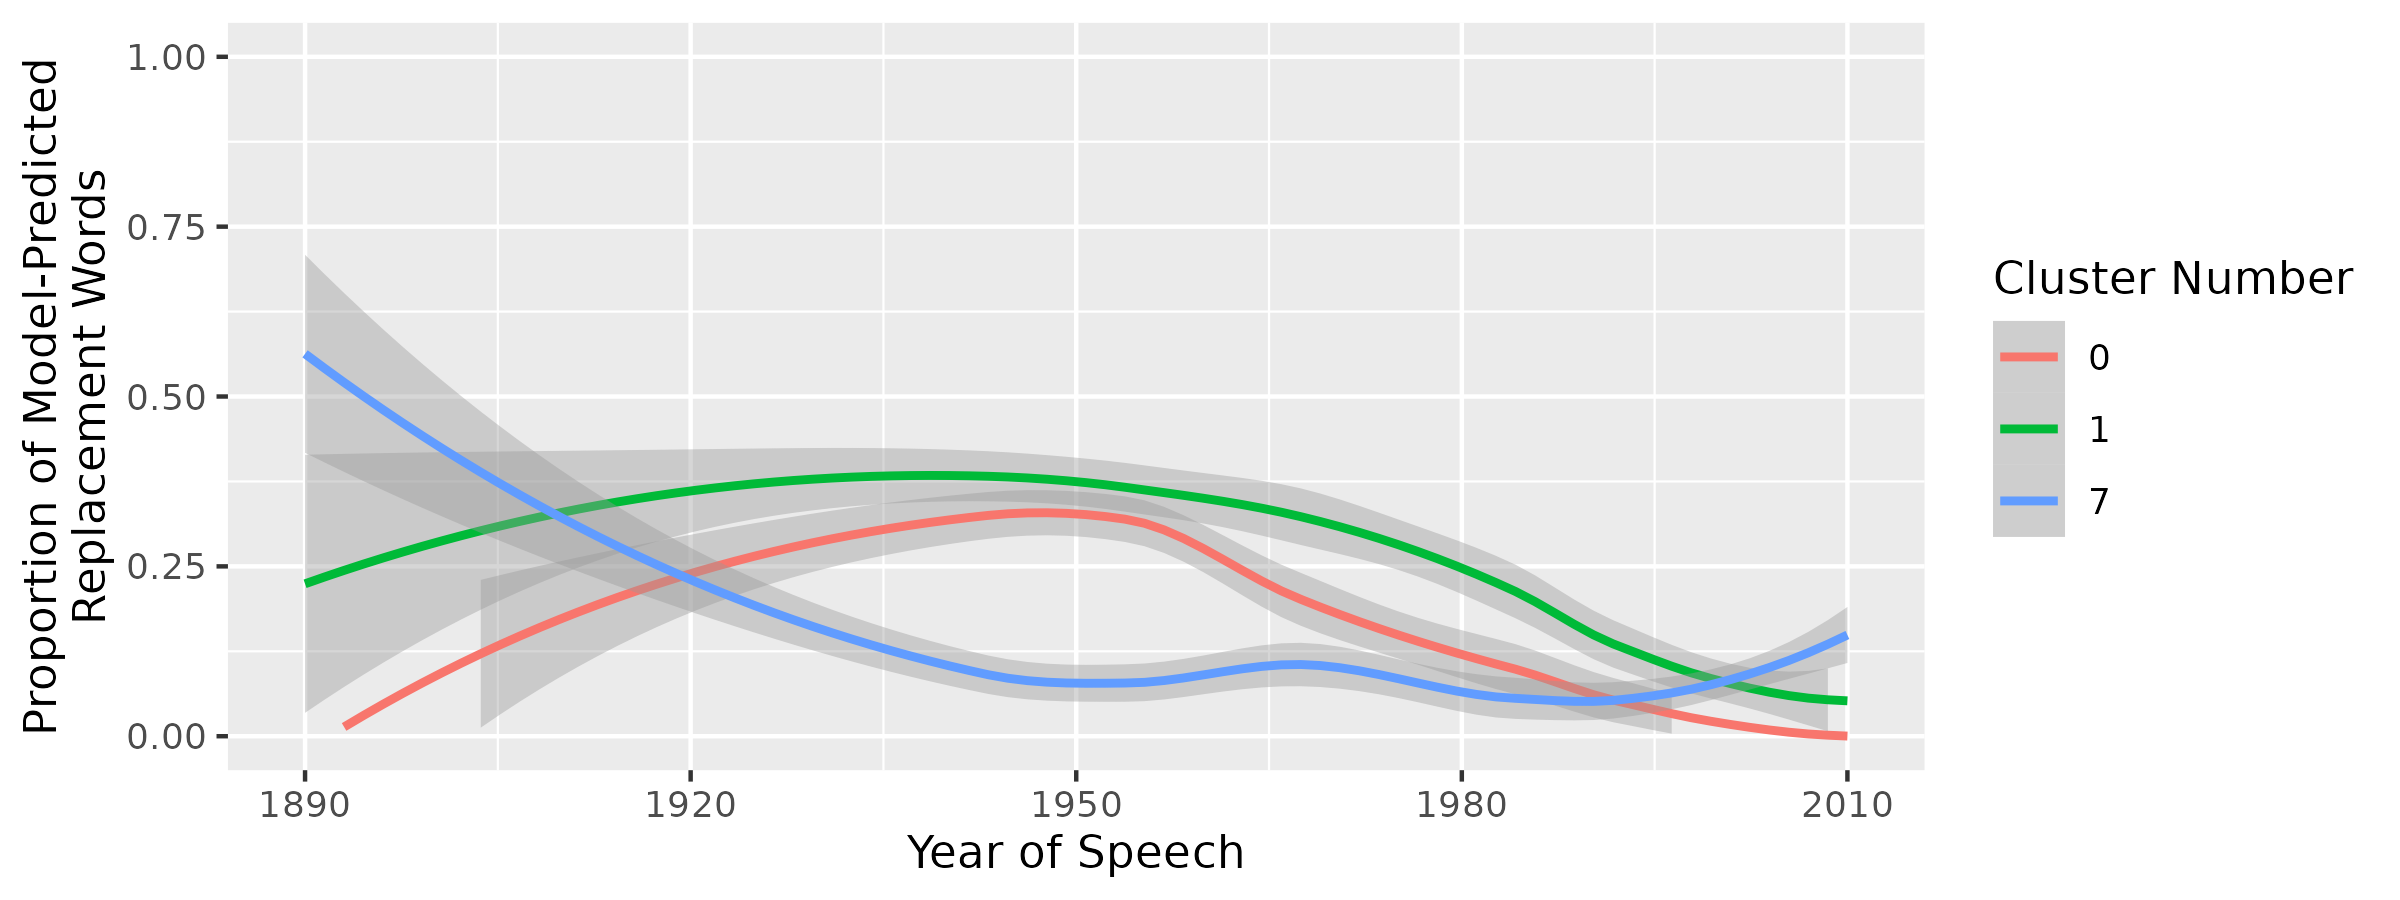 Proportion of Model-Predicted
Replacement Words
1.00
0.75
0.50
0.25
0.00
1890 1920 1950 1980 2010
Year of Speech
Cluster Number
0
1
7